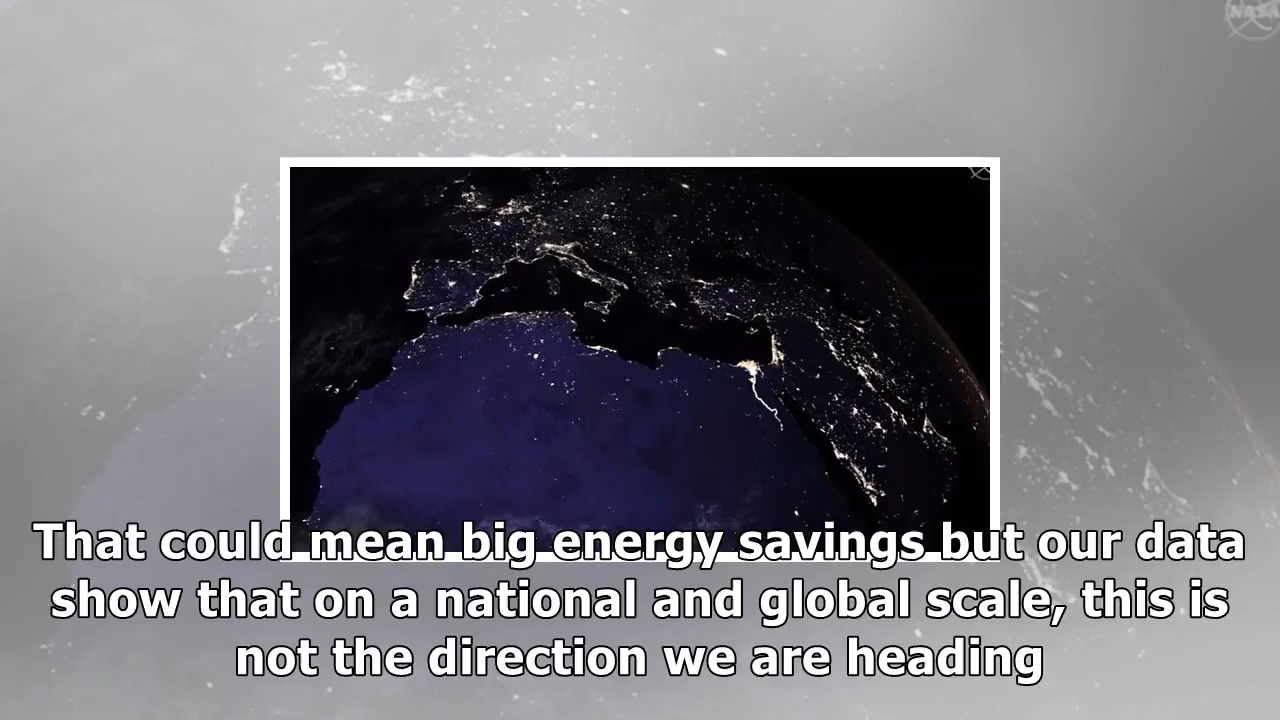 NASA
That could mean big energy savings but our data
show that on a national and global scale, this is
not the direction we are heading